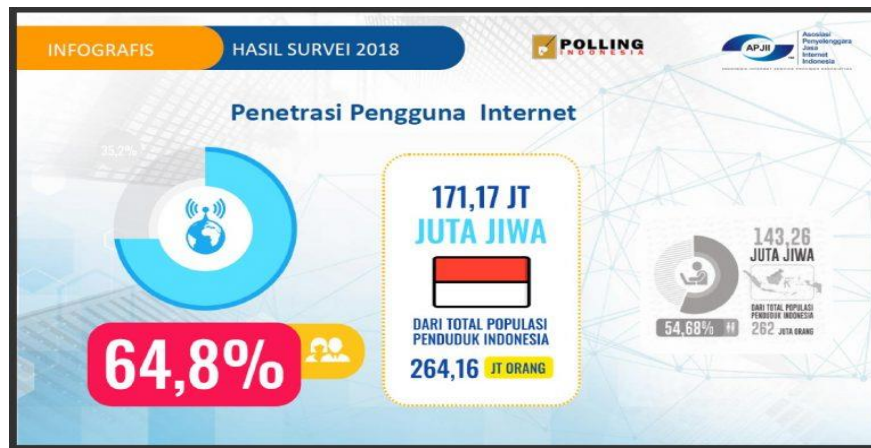 INFOGRAFIS
HASIL SURVEI 2018
POLLING
INDONESIA
APJII
Asosiasi
Penyelenggara
Jasa
Internet
Indonesia
Penetrasi Pengguna Internet
35,2%
64,8%
171,17 JT
JUTA JIWA
DARI TOTAL POPULASI
PENDUDUK INDONESIA
264,16 JT ORANG
143,26
JUTA JIWA
DARI TOTAL POPULASI
PENDUDUK INDONESIA
262 JUTA ORANG
54,68%